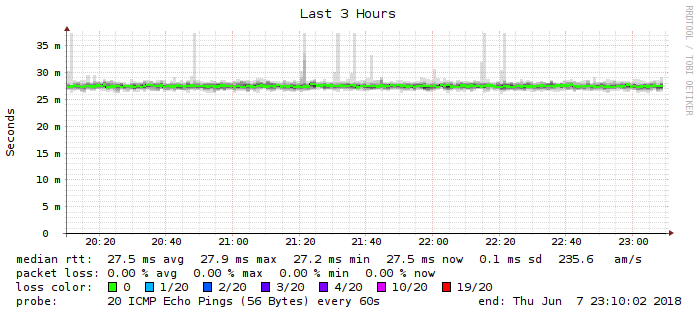 Last 3 Hours
RRDTOOL / TOBI OETIKER
Seconds
35 m
30 m
25 m
20 m
15 m
10 m
5 m
0
20:20 20:40 21:00 21:20 21:40 22:00 22:20 22:40 23:00
median rtt: 27.5 ms avg 27.9 ms max 27.2 ms min 27.5 ms now 0.1 ms sd 235.6 am/s
packet loss: 0.00 % avg 0.00 % max 0.00 % min 0.00 % now
loss color: 0 1/20 2/20 3/20 4/20 10/20 19/20
probe: 20 ICMP Echo Pings (56 Bytes) every 60s end: Thu Jun 7 23:10:02 2018